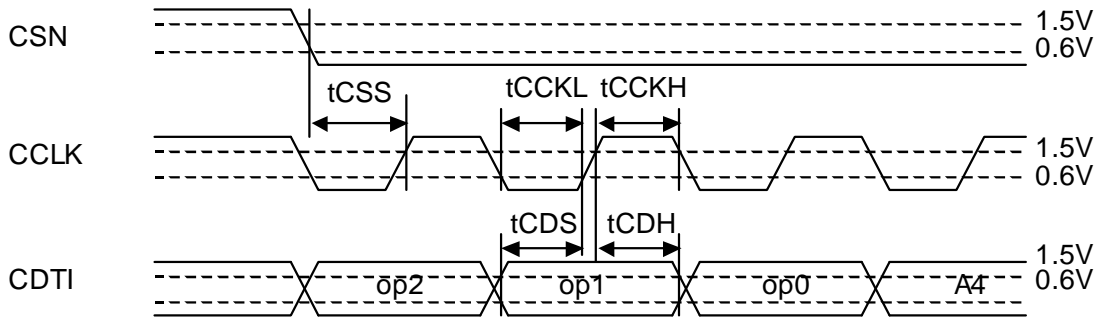 CSN
1.5V
0.6V
tCSS
tCCKL
tCCKH
CCLK
1.5V
0.6V
tCDS
tCDH
CDTI
op2
op1
op0
A4
1.5V
0.6V